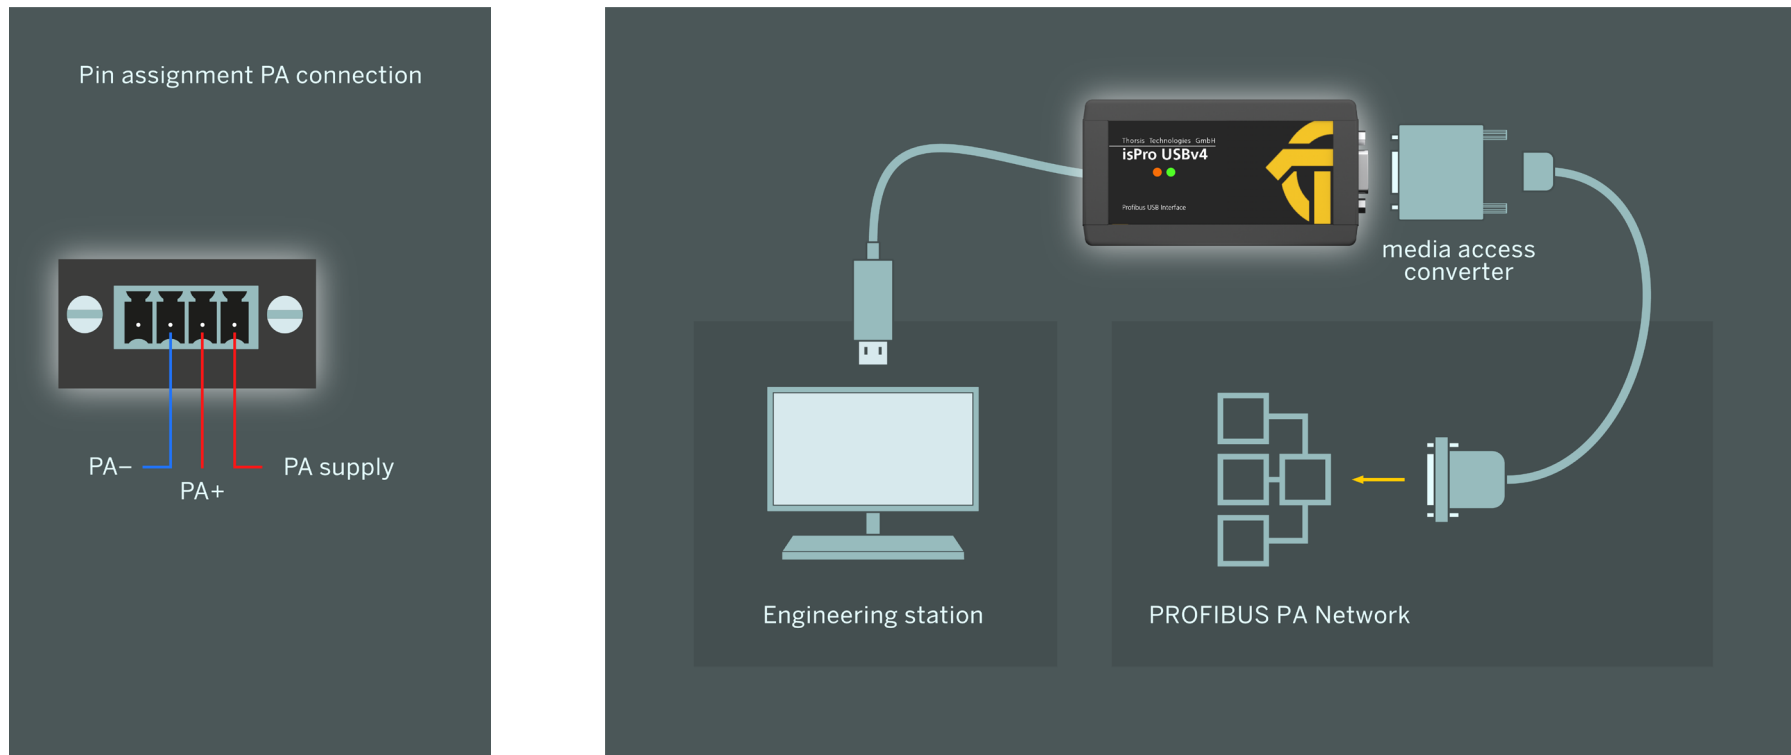 Pin assignment PA connection
PA–
PA+
PA supply
Thorsis Technologies GmbH
isPro USBv4
Profibus USB Interface
media access
converter
Engineering station
PROFIBUS PA Network